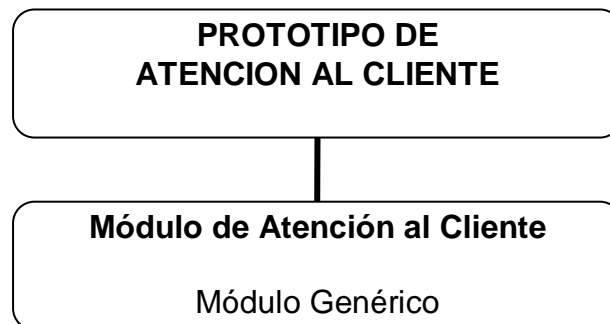 PROTOTIPO DE
ATENCION AL CLIENTE
Módulo de Atención al Cliente
Módulo Genérico